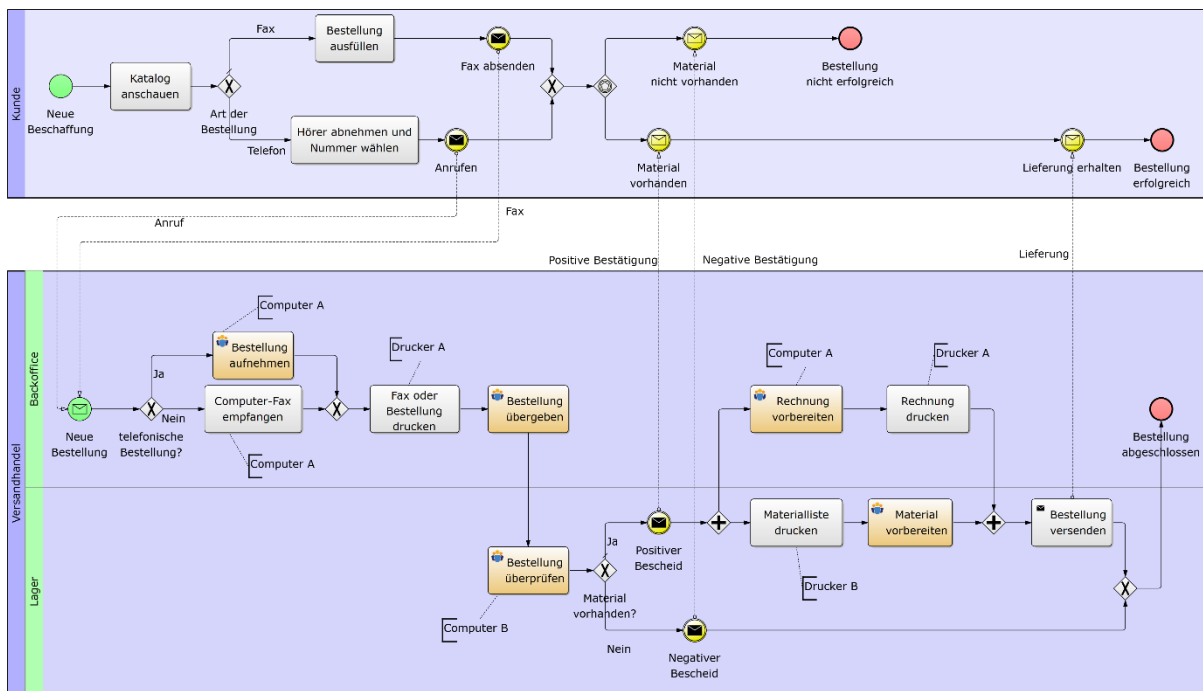 Kunde
Neue
Beschaffung
Katalog
anschauen
Fax
Art der
Bestellung
Telefon
Bestellung
ausfüllen
Hörer abnehmen und
Nummer wählen
Fax absenden
Anrufen
Material
nicht vorhanden
Bestellung
nicht erfolgreich
Material
vorhanden
Lieferung erhalten
Bestellung
erfolgreich
Anruf
Fax
Positive Bestätigung
Negative Bestätigung
Lieferung
Versandhandel
Backoffice
Computer A
Bestellung
aufnehmen
Ja
Nein
Neue
Bestellung
telefonische
Bestellung?
Computer-Fax
empfangen
Computer A
Drucker A
Fax oder
Bestellung
drucken
Bestellung
übergeben
Computer A
Rechnung
vorbereiten
Drucker A
Rechnung
drucken
Bestellung
abgeschlossen
Lager
Bestellung
überprüfen
Computer B
Ja
Material
vorhanden?
Nein
Positiver
Bescheid
Negativer
Bescheid
Materialliste
drucken
Drucker B
Material
vorbereiten
Bestellung
versenden